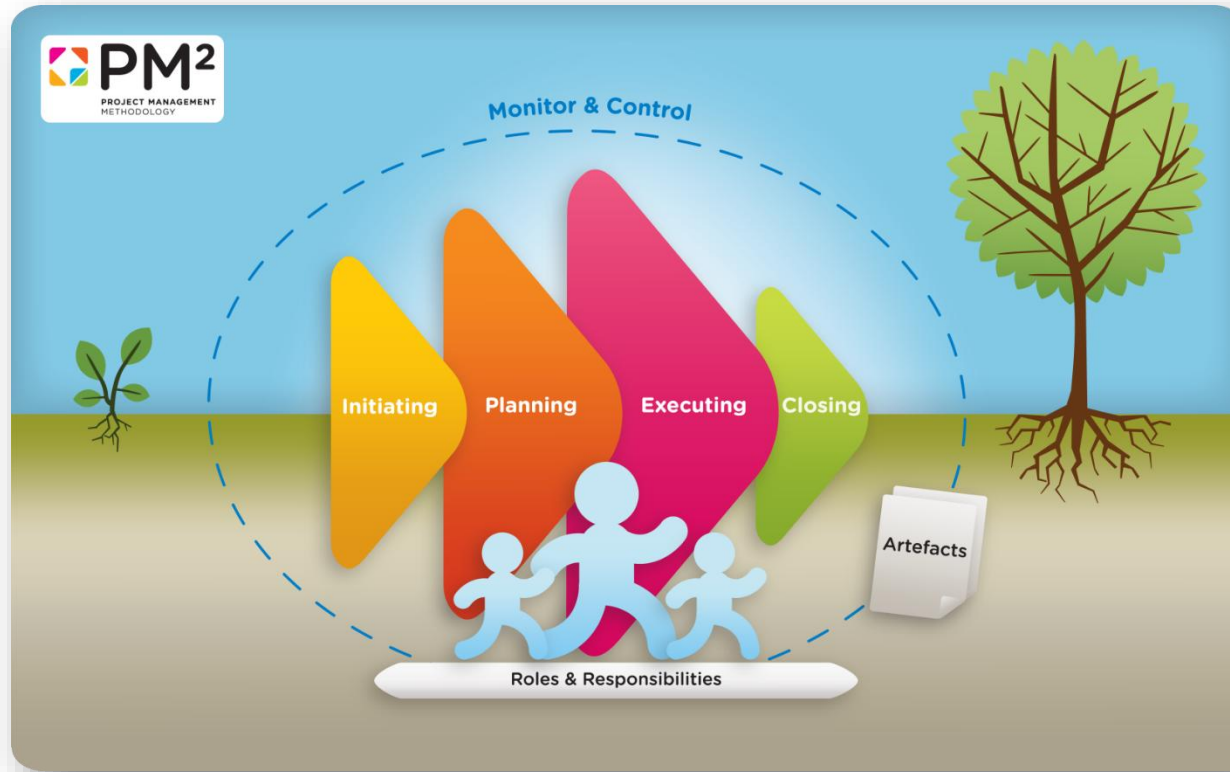 PM²
PROJECT MANAGEMENT
METHODOLOGY
Monitor & Control
Initiating
Planning
Executing
Closing
Artefacts
Roles & Responsibilities